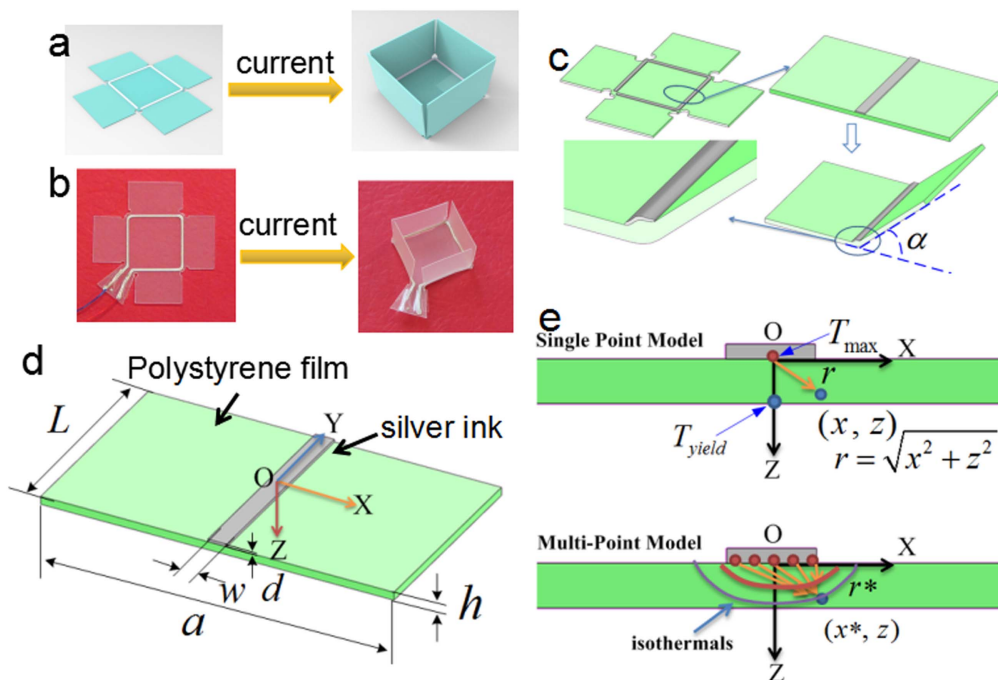 a
current
b
current
c
α
d
Polystyrene film
silver ink
L
Y
O
X
Z
w
d
a
h
e
Single Point Model
O
T_max
X
r
(x, z)
T_yield
Z
r = √x² + z²
Multi-Point Model
X
r*
isothermals
(x*, z)
Z